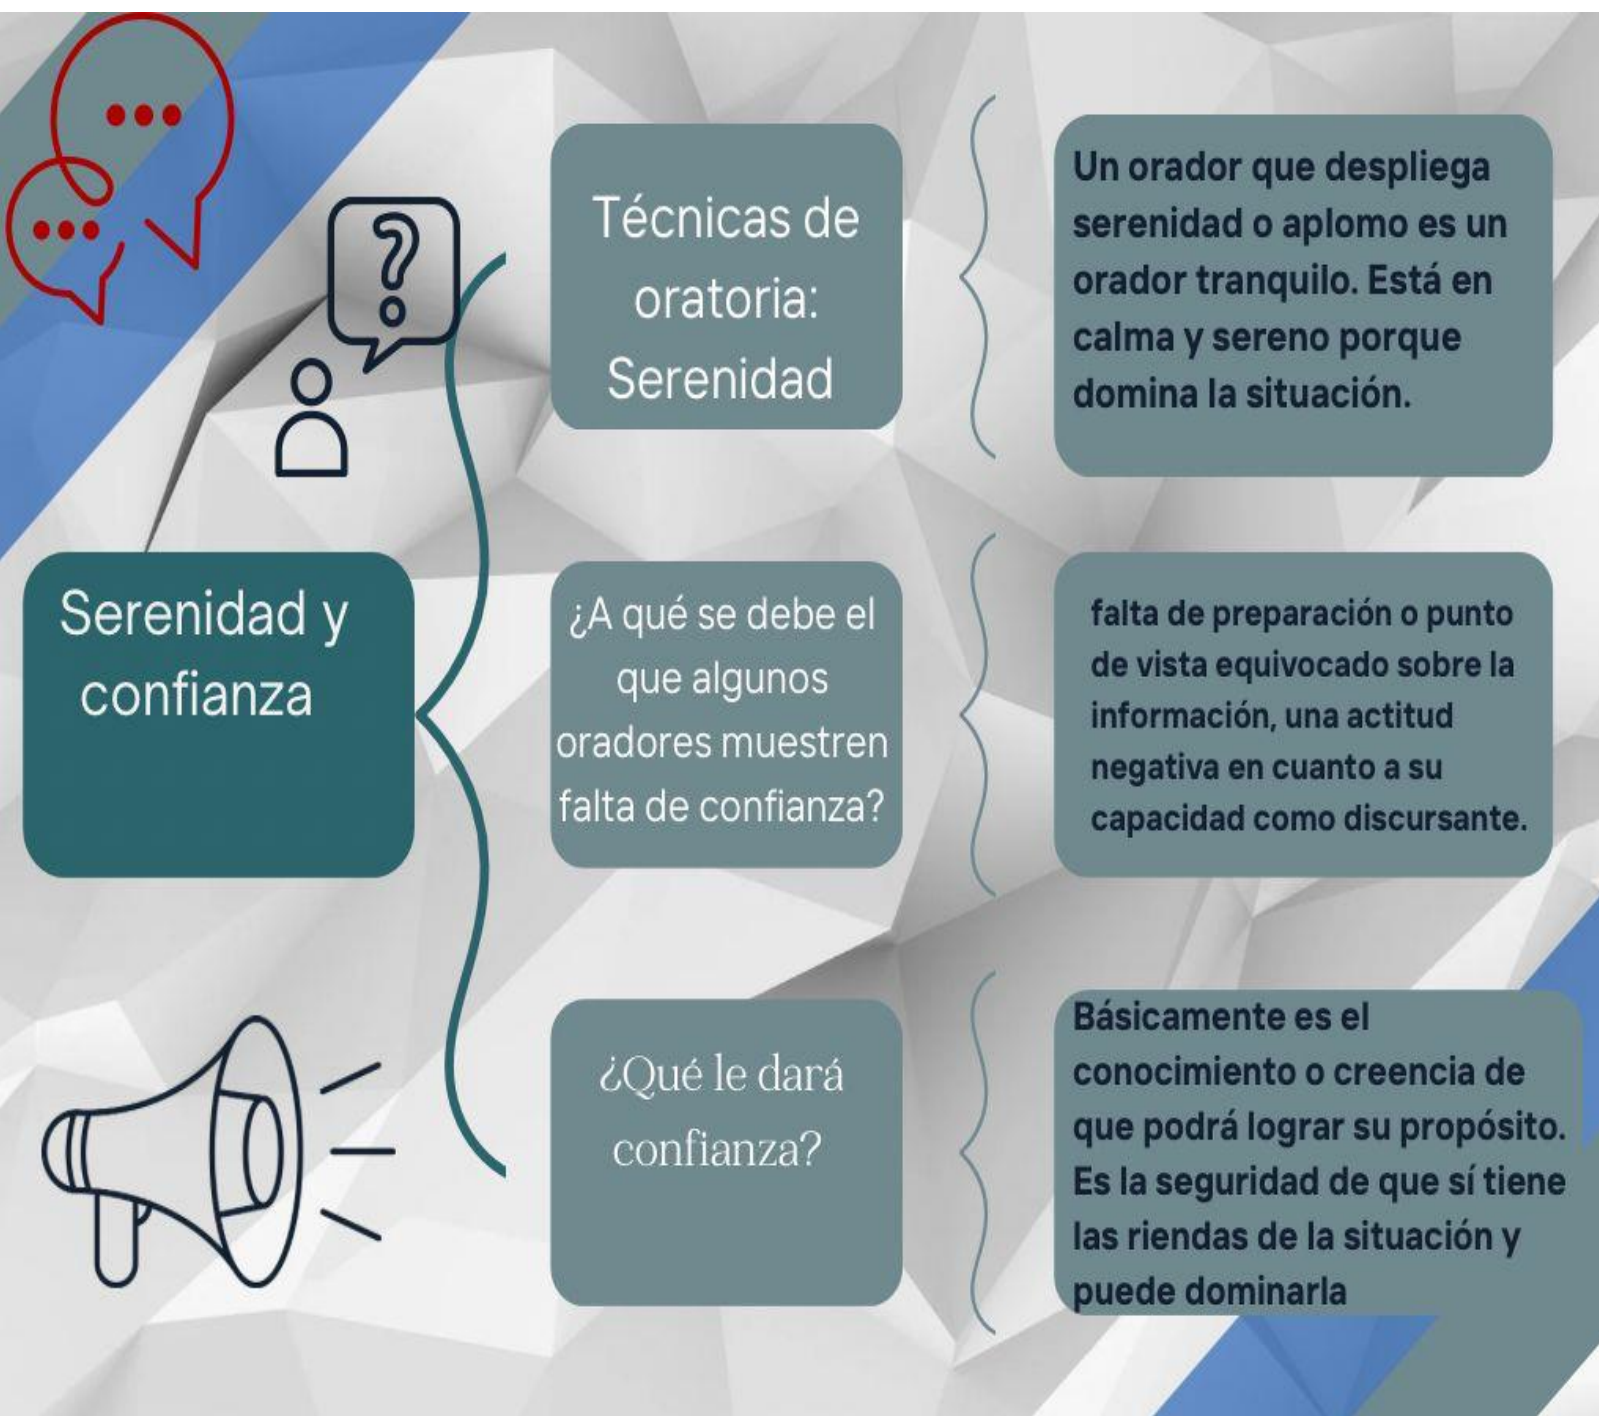 Técnicas de
oratoria:
Serenidad
Un orador que despliega
serenidad o aplomo es un
orador tranquilo. Está en
calma y sereno porque
domina la situación.
Serenidad y
confianza
¿A qué se debe el
que algunos
oradores muestren
falta de confianza?
falta de preparación o punto
de vista equivocado sobre la
información, una actitud
negativa en cuanto a su
capacidad como discursante.
¿Qué le dará
confianza?
Básicamente es el
conocimiento o creencia de
que podrá lograr su propósito.
Es la seguridad de que sí tiene
las riendas de la situación y
puede dominarla